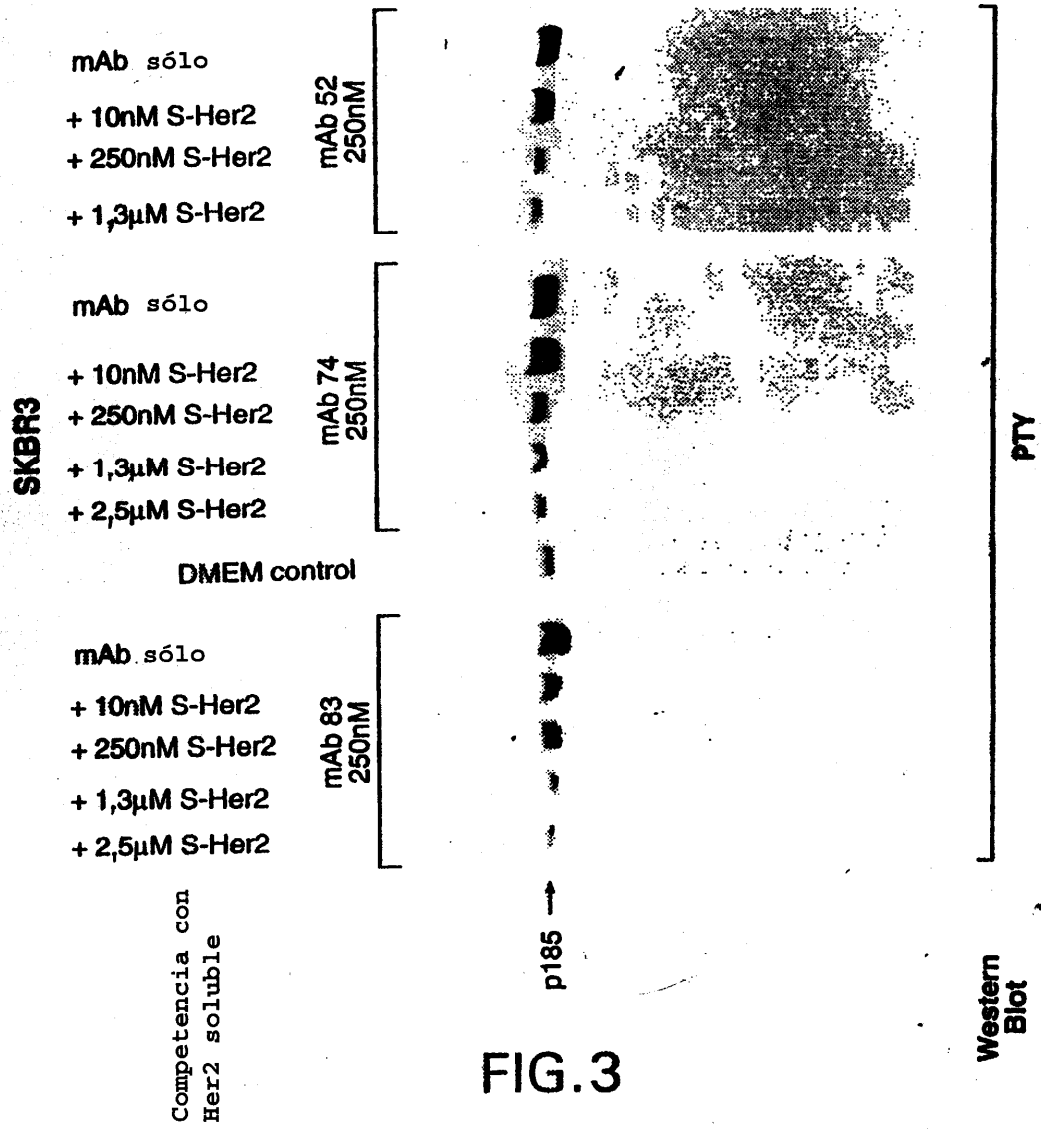 SKBR3
mAb sólo
+ 10nM S-Her2
+ 250nM S-Her2
+ 1,3µM S-Her2
mAb 52
250nM
mAb sólo
+ 10nM S-Her2
+ 250nM S-Her2
+ 1,3µM S-Her2
+ 2,5µM S-Her2
mAb 74
250nM
DMEM control
mAb sólo
+ 10nM S-Her2
+ 250nM S-Her2
+ 1,3µM S-Her2
+ 2,5µM S-Her2
mAb 83
250nM
Competencia con
Her2 soluble
p185 →
PTY
Western
Blot
FIG.3